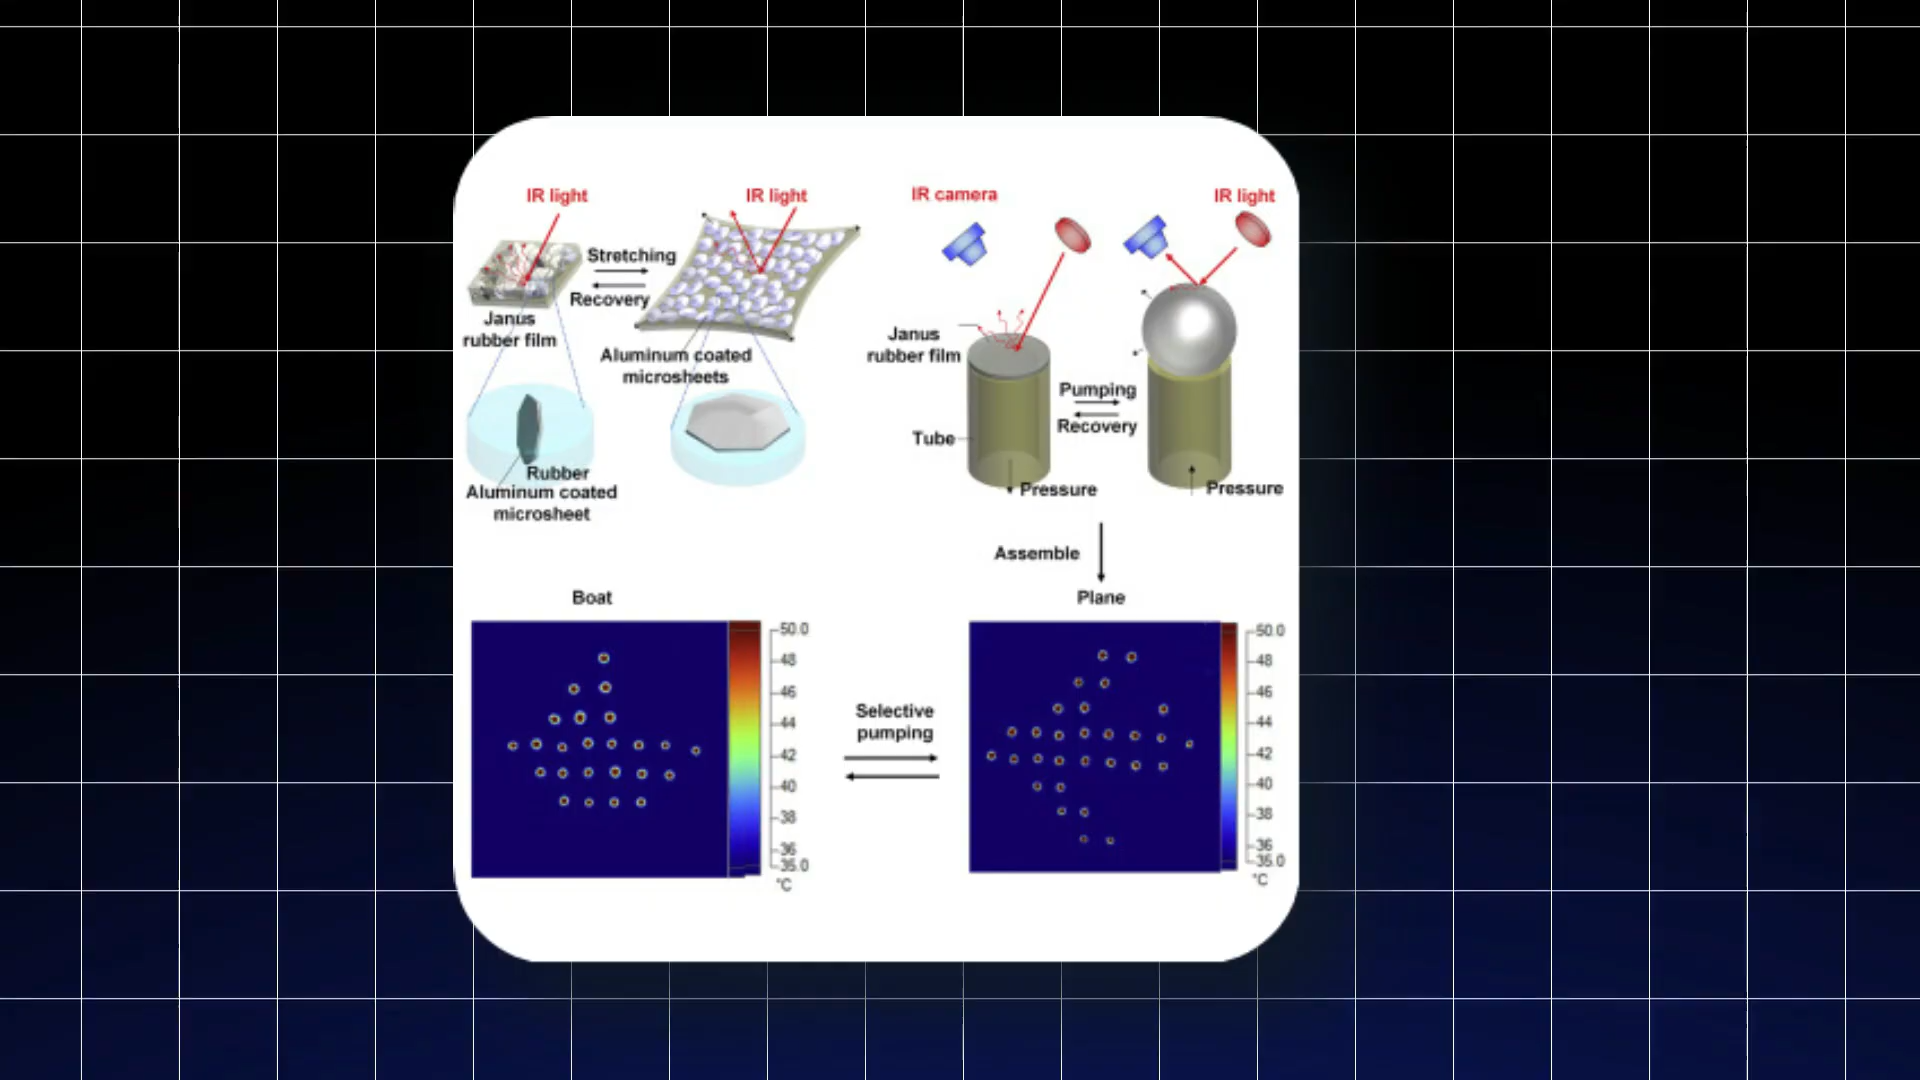 IR light
IR light
Stretching
Recovery
Janus
rubber film
Aluminum coated
microsheets
Rubber
Aluminum coated
microsheet
IR camera
IR light
Janus
rubber film
Pumping
Recovery
Tube
Pressure
Pressure
Assemble
Boat
50.0
48
46
44
42
40
38
36
35.0
°C
Selective
pumping
Plane
50.0
48
46
44
42
40
38
36
35.0
°C